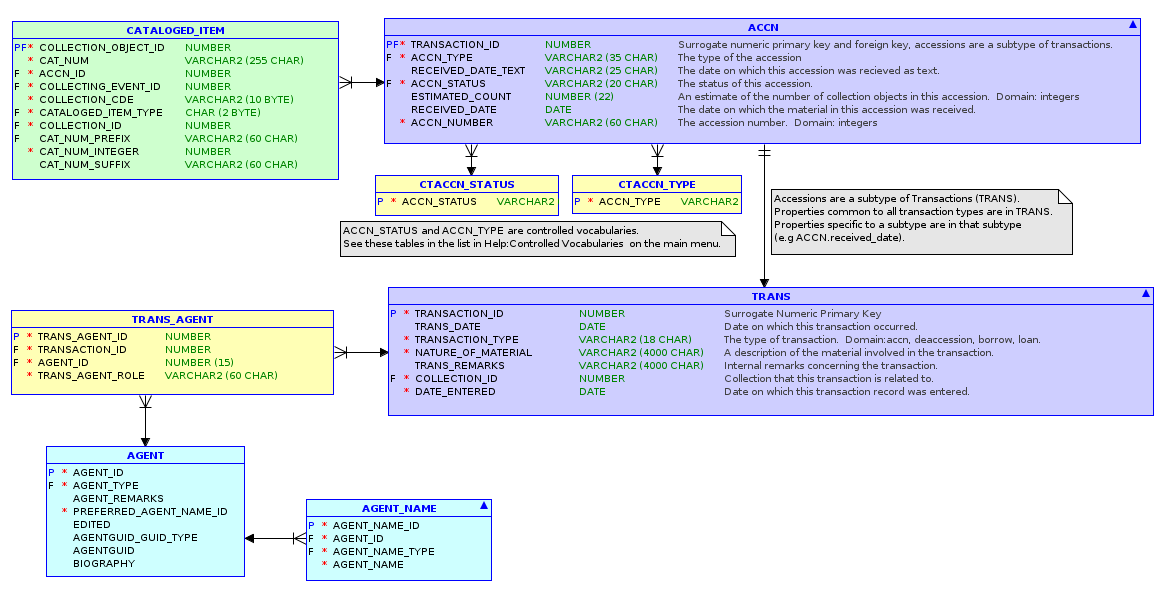 CATALOGED_ITEM
PF* COLLECTION_OBJECT_ID NUMBER
* CAT_NUM VARCHAR2 (255 CHAR)
F * ACCN_ID NUMBER
F * COLLECTING_EVENT_ID NUMBER
* COLLECTION_CDE VARCHAR2 (10 BYTE)
F * CATALOGED_ITEM_TYPE CHAR (2 BYTE)
F * COLLECTION_ID NUMBER
F CAT_NUM_PREFIX VARCHAR2 (60 CHAR)
* CAT_NUM_INTEGER NUMBER
CAT_NUM_SUFFIX VARCHAR2 (60 CHAR)
ACCN
PF* TRANSACTION_ID NUMBER Surrogate numeric primary key and foreign key, accessions are a subtype of transactions.
F * ACCN_TYPE VARCHAR2 (35 CHAR) The type of the accession
RECEIVED_DATE_TEXT VARCHAR2 (25 CHAR) The date on which this accession was recieved as text.
F * ACCN_STATUS VARCHAR2 (20 CHAR) The status of this accession.
ESTIMATED_COUNT NUMBER (22) An estimate of the number of collection objects in this accession. Domain: integers
RECEIVED_DATE DATE The date on which the material in this accession was received.
* ACCN_NUMBER VARCHAR2 (60 CHAR) The accession number. Domain: integers
CTACCN_STATUS
P * ACCN_STATUS VARCHAR2
CTACCN_TYPE
P * ACCN_TYPE VARCHAR2
ACCN_STATUS and ACCN_TYPE are controlled vocabularies.
See these tables in the list in Help:Controlled Vocabularies on the main menu.
Accessions are a subtype of Transactions (TRANS).
Properties common to all transaction types are in TRANS.
Properties specific to a subtype are in that subtype
(e.g ACCN.received_date).
TRANS
P * TRANSACTION_ID NUMBER Surrogate Numeric Primary Key
TRANS_DATE DATE Date on which this transaction occurred.
* TRANSACTION_TYPE VARCHAR2 (18 CHAR) The type of transaction. Domain:accn, deaccession, borrow, loan.
* NATURE_OF_MATERIAL VARCHAR2 (4000 CHAR) A description of the material involved in the transaction.
TRANS_REMARKS VARCHAR2 (4000 CHAR) Internal remarks concerning the transaction.
F * COLLECTION_ID NUMBER Collection that this transaction is related to.
* DATE_ENTERED DATE Date on which this transaction record was entered.
TRANS_AGENT
P * TRANS_AGENT_ID NUMBER
F * TRANSACTION_ID NUMBER
F * AGENT_ID NUMBER (15)
* TRANS_AGENT_ROLE VARCHAR2 (60 CHAR)
AGENT
P * AGENT_ID
F * AGENT_TYPE
AGENT_REMARKS
* PREFERRED_AGENT_NAME_ID
EDITED
AGENTGUID_GUID_TYPE
AGENTGUID
BIOGRAPHY
AGENT_NAME
P * AGENT_NAME_ID
F * AGENT_ID
F * AGENT_NAME_TYPE
* AGENT_NAME